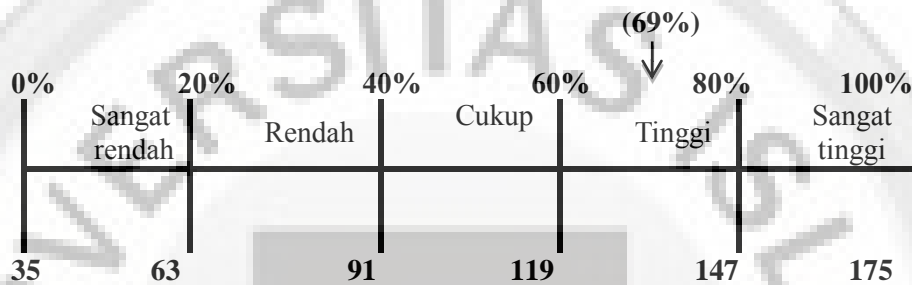 (69%)
0% 20% 40% 60% 80% 100%
Sangat rendah
Rendah
Cukup
Tinggi
Sangat tinggi
35 63 91 119 147 175